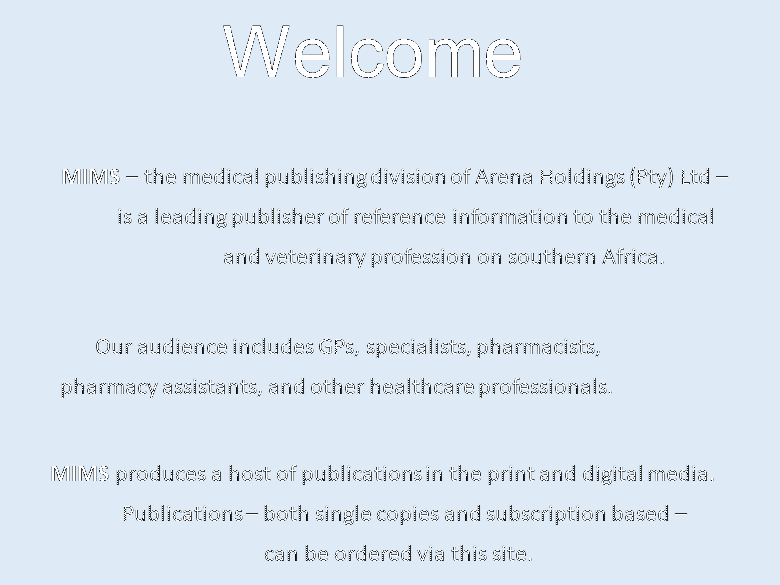 Welcome
MIMS – the medical publishing division of Arena Holdings (Pty) Ltd –
is a leading publisher of reference information to the medical
and veterinary profession on southern Africa.
Our audience includes GPs, specialists, pharmacists,
pharmacy assistants, and other healthcare professionals.
MIMS produces a host of publications in the print and digital media.
Publications – both single copies and subscription based –
can be ordered via this site.